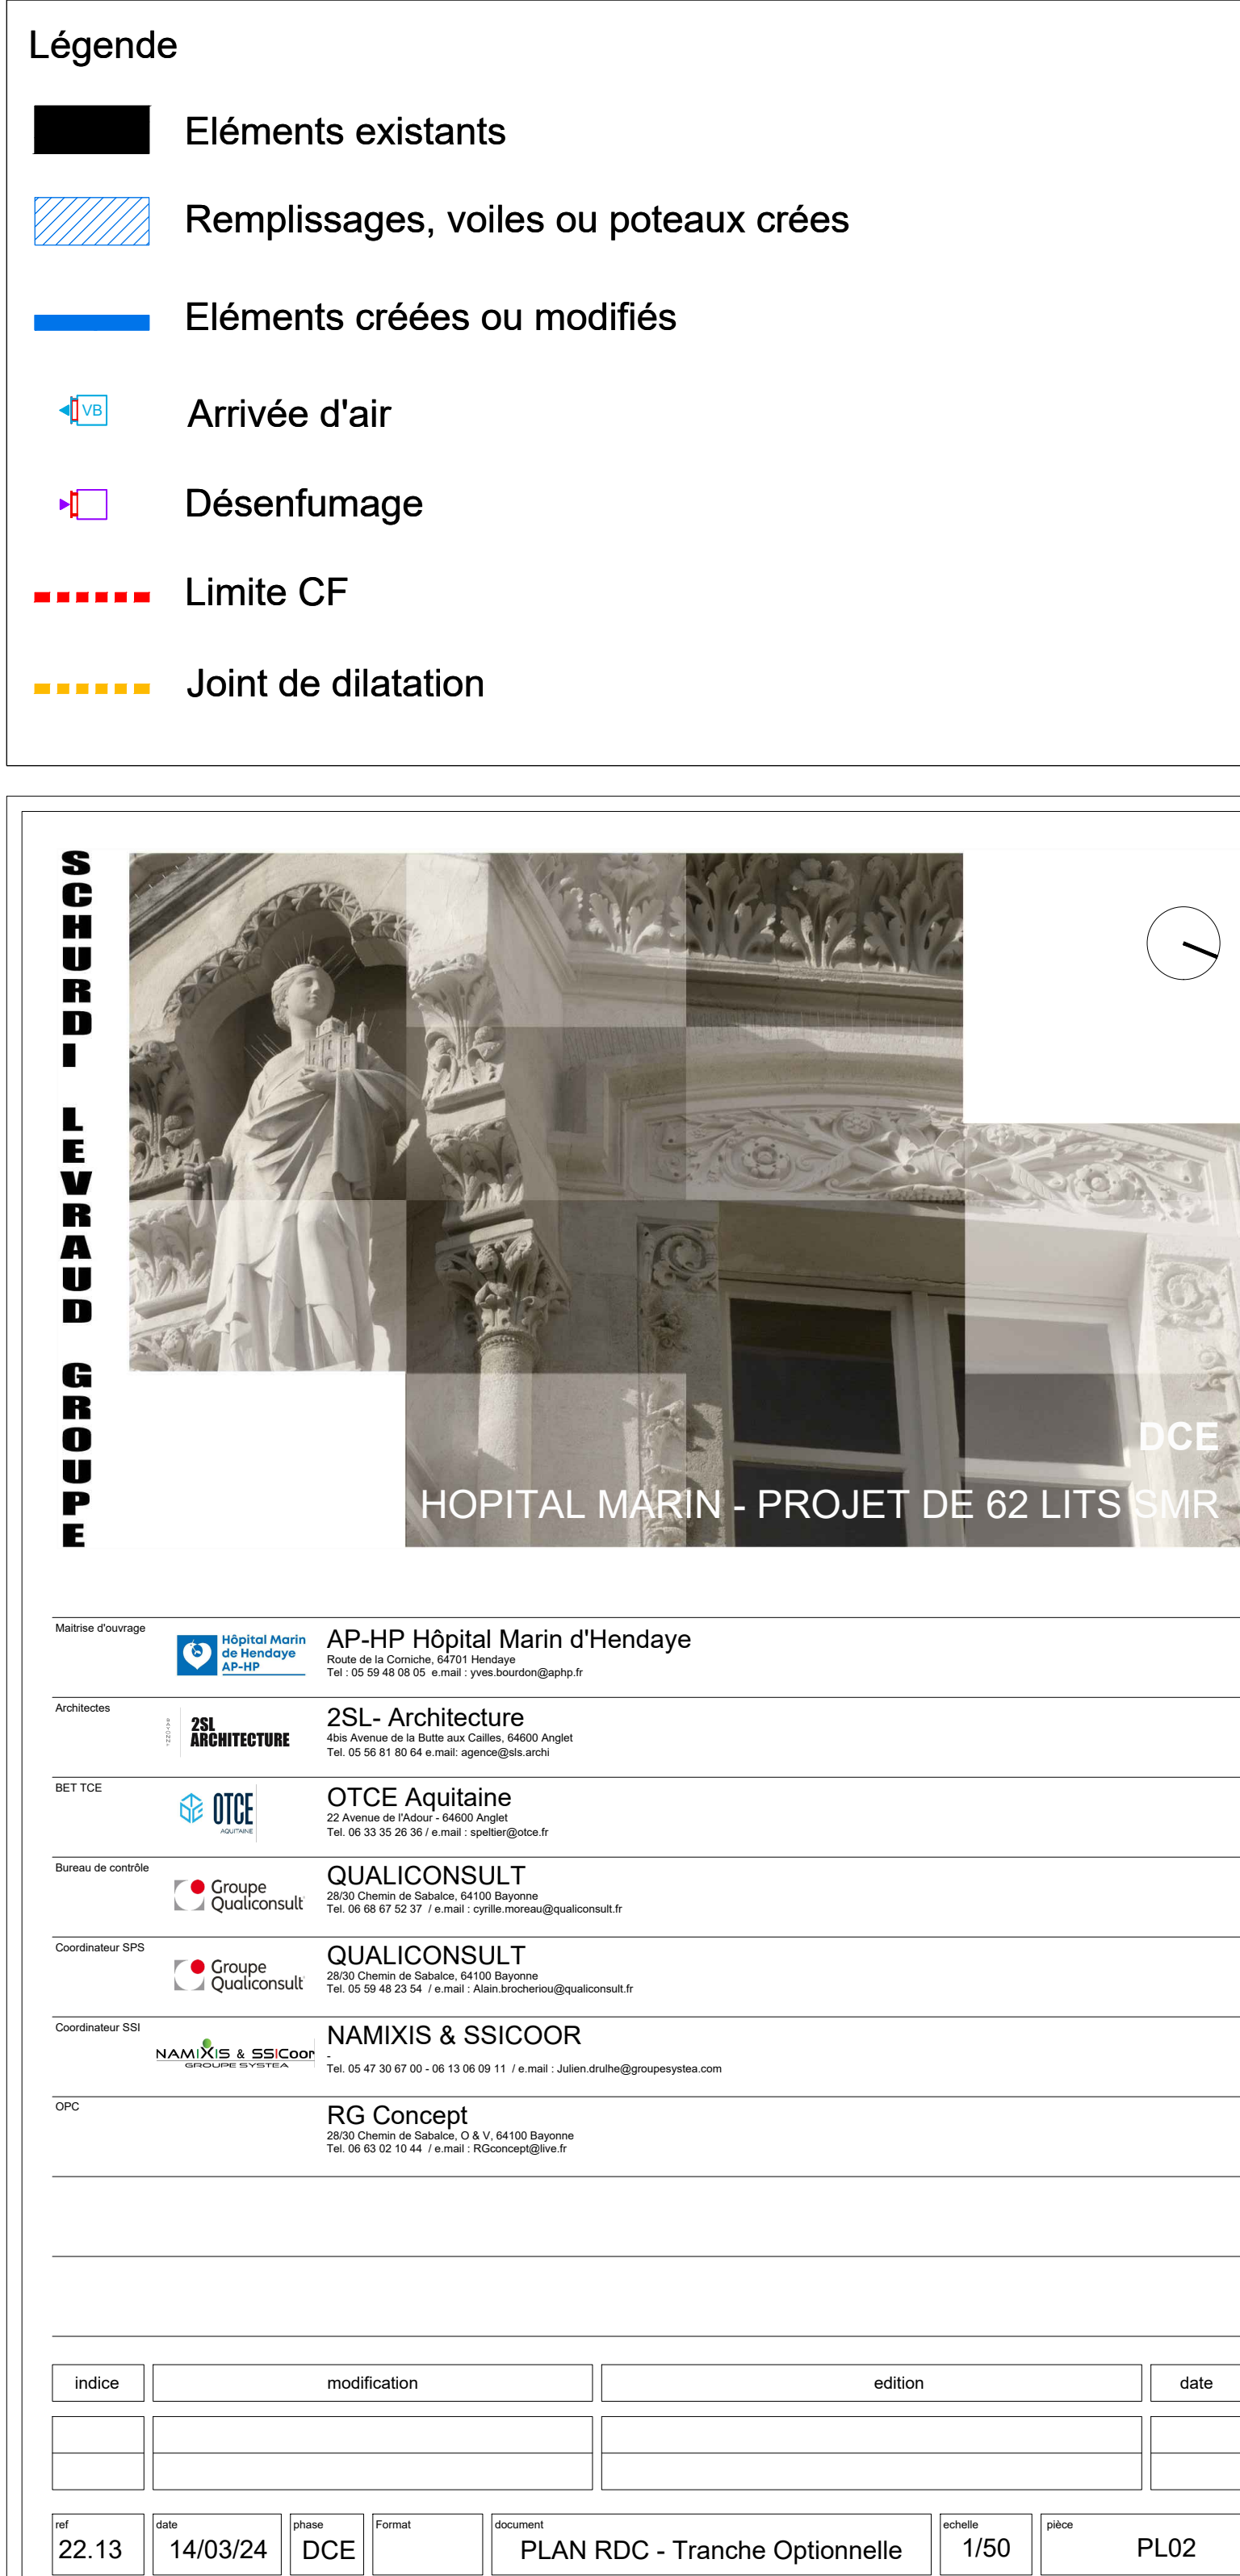 Légende
Eléments existants
Remplissages, voiles ou poteaux crées
Eléments créées ou modifiés
VB
Arrivée d'air
Désenfumage
Limite CF
Joint de dilatation
SCHURDI LEVRAUD GROUPE
DCE
HOPITAL MARIN - PROJET DE 62 LITS SMR
Maitrise d'ouvrage
Hôpital Marin
de Hendaye
AP-HP
AP-HP Hôpital Marin d'Hendaye
Route de la Corniche, 64701 Hendaye
Tel : 05 59 48 08 05 e.mail : yves.bourdon@aphp.fr
Architectes
2SL
ARCHITECTURE
2SL- Architecture
4bis Avenue de la Butte aux Cailles, 64600 Anglet
Tel. 05 56 81 80 64 e.mail: agence@sls.archi
BET TCE
OTCE
AQUITAINE
OTCE Aquitaine
22 Avenue de l'Adour - 64600 Anglet
Tel. 06 33 35 26 36 / e.mail : speltier@otce.fr
Bureau de contrôle
Groupe
Qualiconsult
QUALICONSULT
28/30 Chemin de Sabalce, 64100 Bayonne
Tel. 06 68 67 52 37 / e.mail : cyrille.moreau@qualiconsult.fr
Coordinateur SPS
Groupe
Qualiconsult
QUALICONSULT
28/30 Chemin de Sabalce, 64100 Bayonne
Tel. 05 59 48 23 54 / e.mail : Alain.brocheriou@qualiconsult.fr
Coordinateur SSI
NAMIXIS & SSICoor
GROUPE SYSTEA
NAMIXIS & SSICOOR
-
Tel. 05 47 30 67 00 - 06 13 06 09 11 / e.mail : Julien.drulhe@groupesystea.com
OPC
RG Concept
28/30 Chemin de Sabalce, O & V, 64100 Bayonne
Tel. 06 63 02 10 44 / e.mail : RGconcept@live.fr
indice modification edition date
ref date phase Format document echelle pièce
22.13 14/03/24 DCE PLAN RDC - Tranche Optionnelle 1/50 PL02